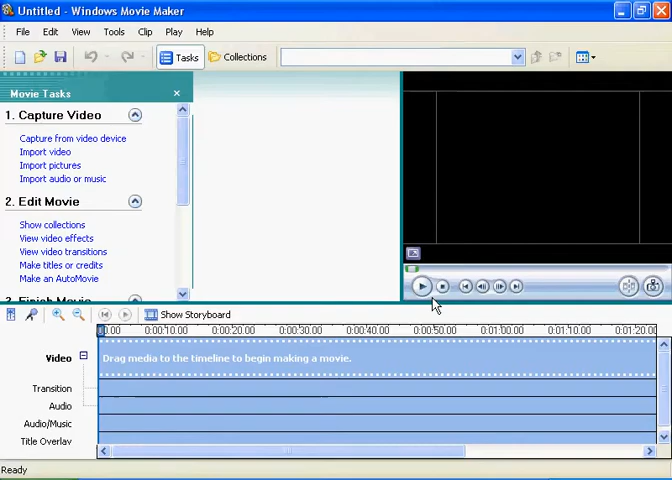 Untitled - Windows Movie Maker
File Edit View Tools Clip Play Help
Tasks Collections
Movie Tasks
1. Capture Video
Capture from video device
Import video
Import pictures
Import audio or music
2. Edit Movie
Show collections
View video effects
View video transitions
Make titles or credits
Make an AutoMovie
3. Finish Movie
Show Storyboard
00.00 0:00:10.00 0:00:20.00 0:00:30.00 0:00:40.00 0:00:50.00 0:01:00.00 0:01:10.00 0:01:20.00
Video Drag media to the timeline to begin making a movie.
Transition
Audio
Audio/Music
Title Overlay
Ready